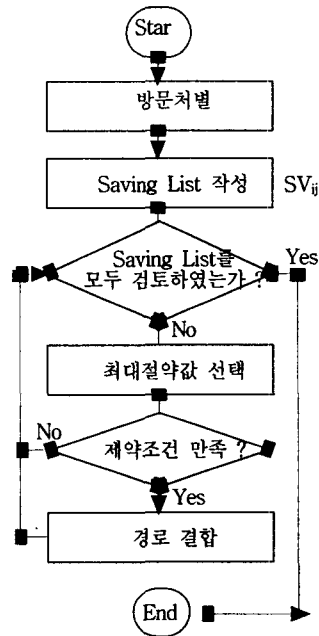 Star
방문처별
Saving List 작성
SV_ij
Saving List를
모두 검토하였는가 ?
Yes
No
최대절약값 선택
No
제약조건 만족 ?
Yes
경로 결합
End